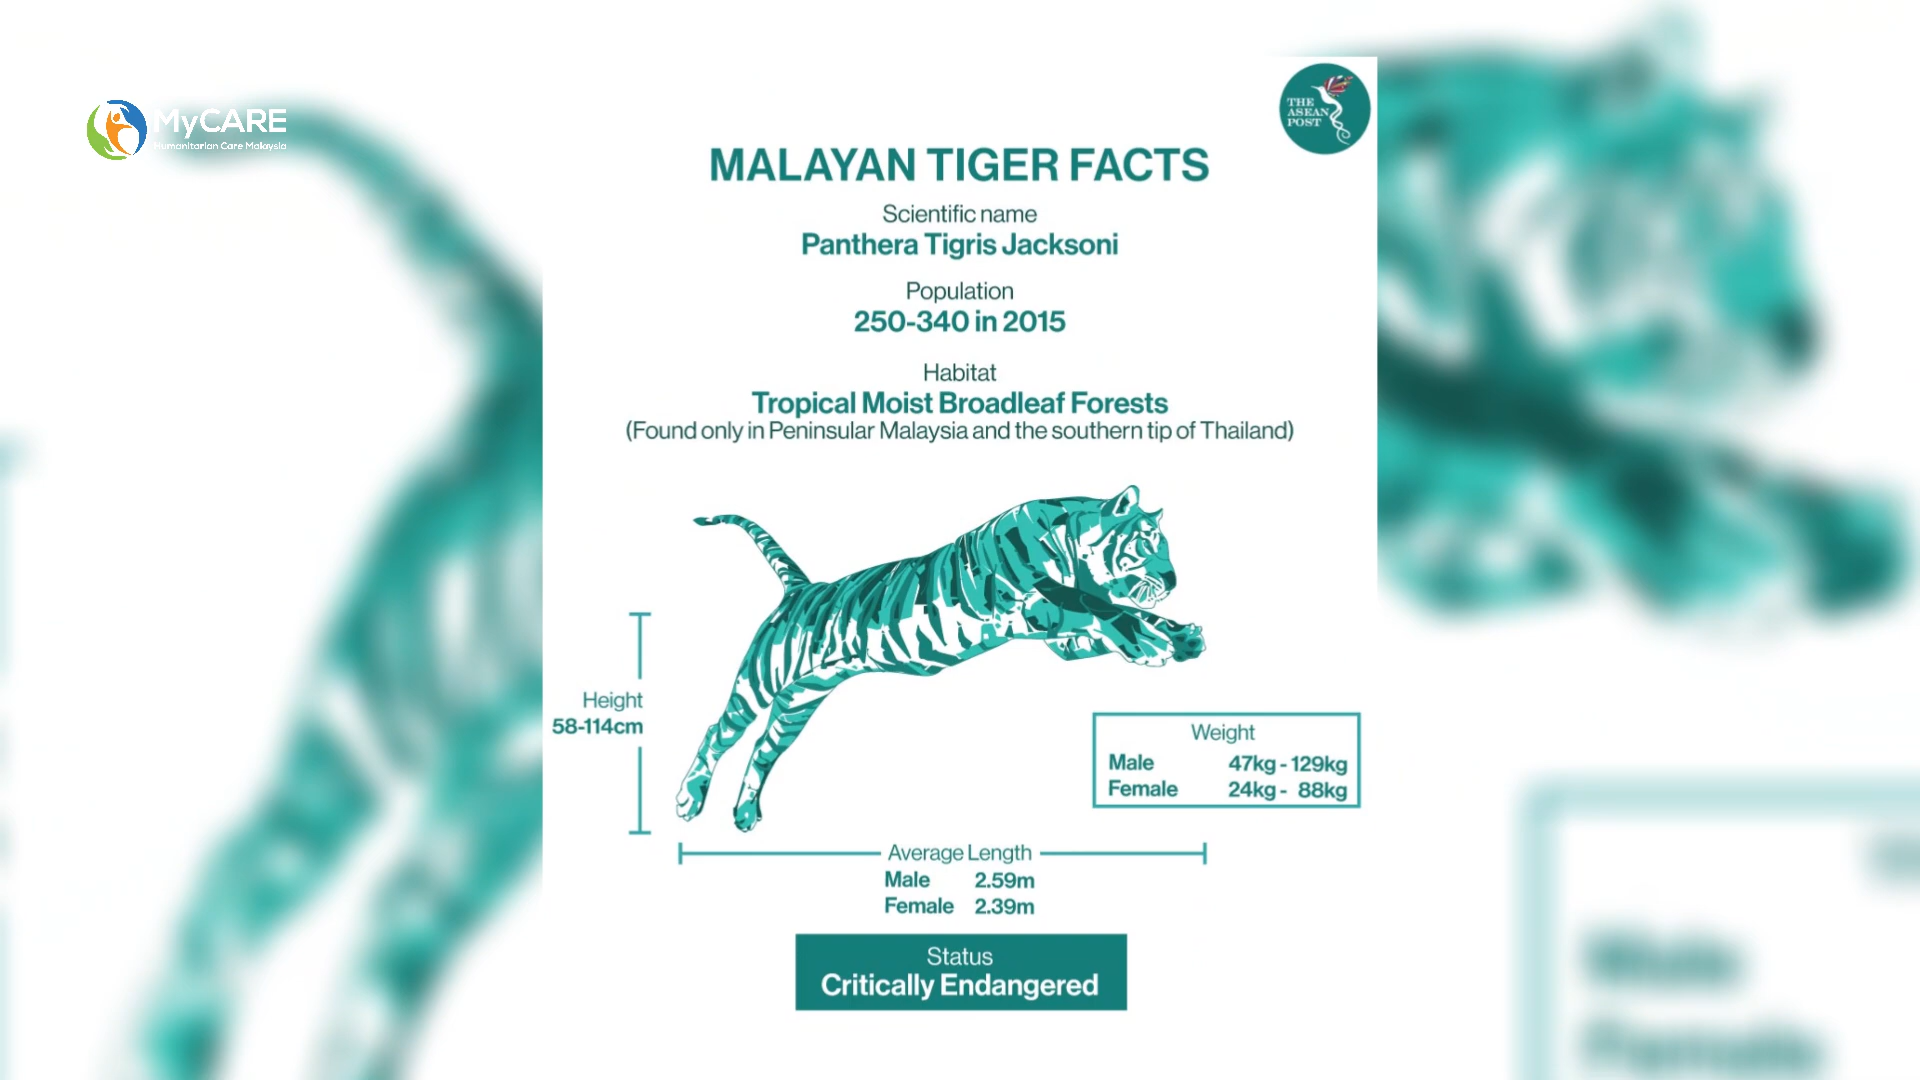 MyCARE
Humanitarian Care Malaysia
THE
ASEAN
POST
MALAYAN TIGER FACTS
Scientific name
Panthera Tigris Jacksoni
Population
250-340 in 2015
Habitat
Tropical Moist Broadleaf Forests
(Found only in Peninsular Malaysia and the southern tip of Thailand)
Height
58-114cm
Weight
Male 47kg - 129kg
Female 24kg - 88kg
Average Length
Male 2.59m
Female 2.39m
Status
Critically Endangered
Male
Female